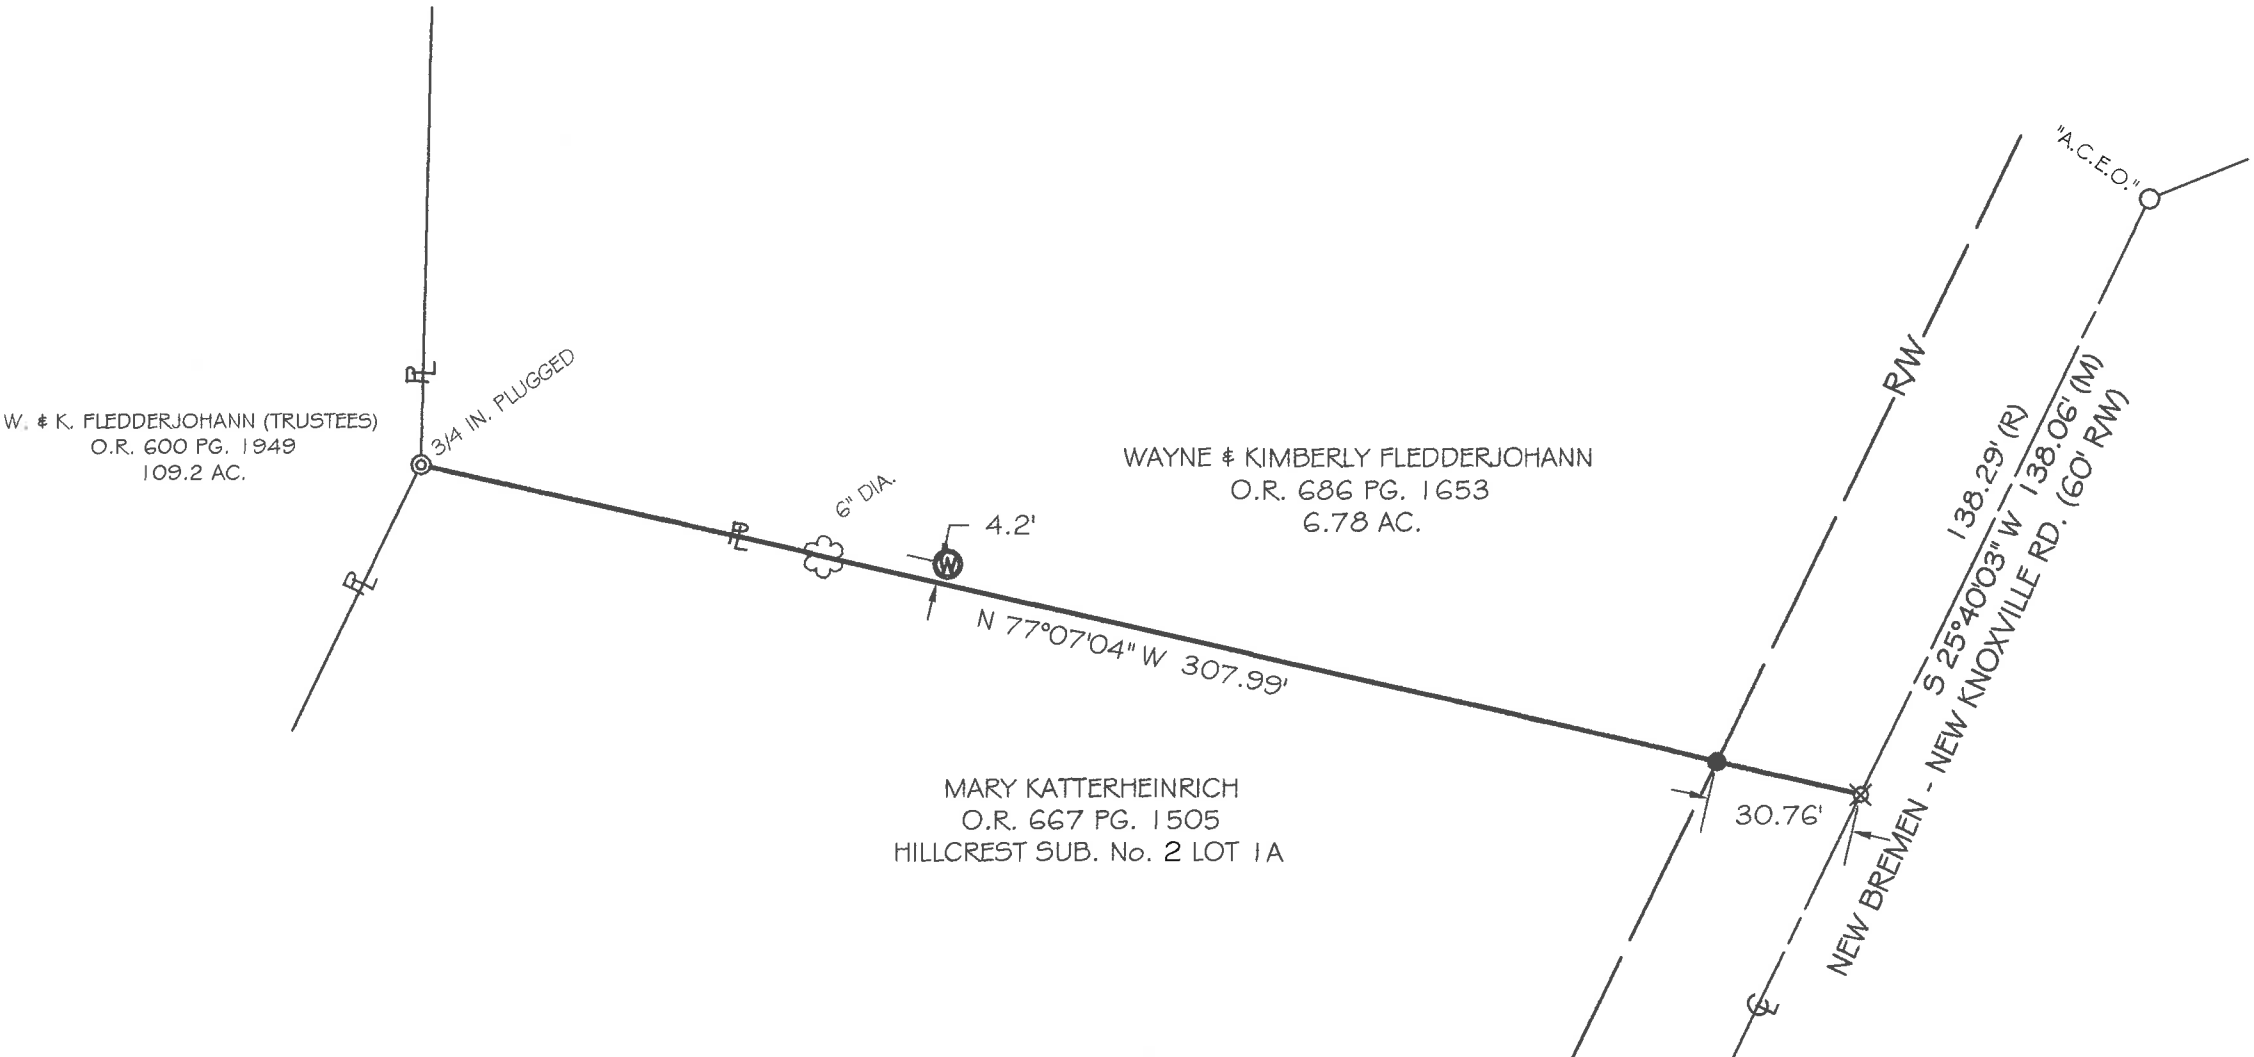 "A.C.E.O."
R/W
138.29' (R)
S 25°40'03" W 138.06' (M)
NEW BREMEN - NEW KNOXVILLE RD. (60' R/W)
PL
3/4 IN. PLUGGED
W. & K. FLEDDERJOHANN (TRUSTEES)
O.R. 600 PG. 1949
109.2 AC.
WAYNE & KIMBERLY FLEDDERJOHANN
O.R. 686 PG. 1653
6.78 AC.
6" DIA.
4.2'
PL
W
PL
N 77°07'04" W 307.99'
MARY KATTERHEINRICH
O.R. 667 PG. 1505
HILLCREST SUB. No. 2 LOT 1A
30.76'
CL